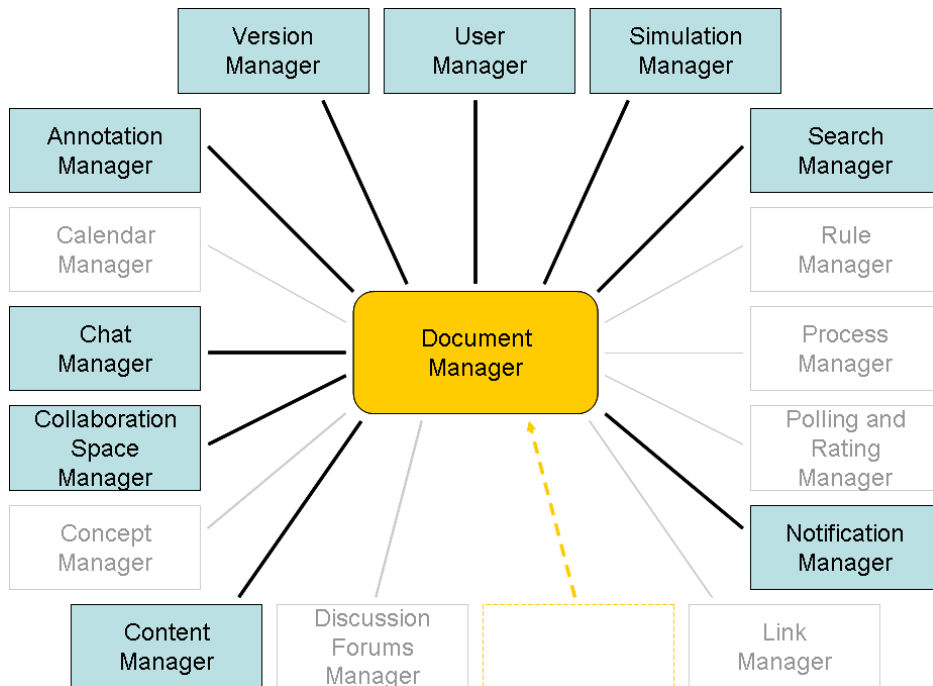 Version
Manager
User
Manager
Simulation
Manager
Annotation
Manager
Search
Manager
Calendar
Manager
Rule
Manager
Chat
Manager
Document
Manager
Process
Manager
Collaboration
Space
Manager
Polling and
Rating
Manager
Concept
Manager
Notification
Manager
Content
Manager
Discussion
Forums
Manager
Link
Manager